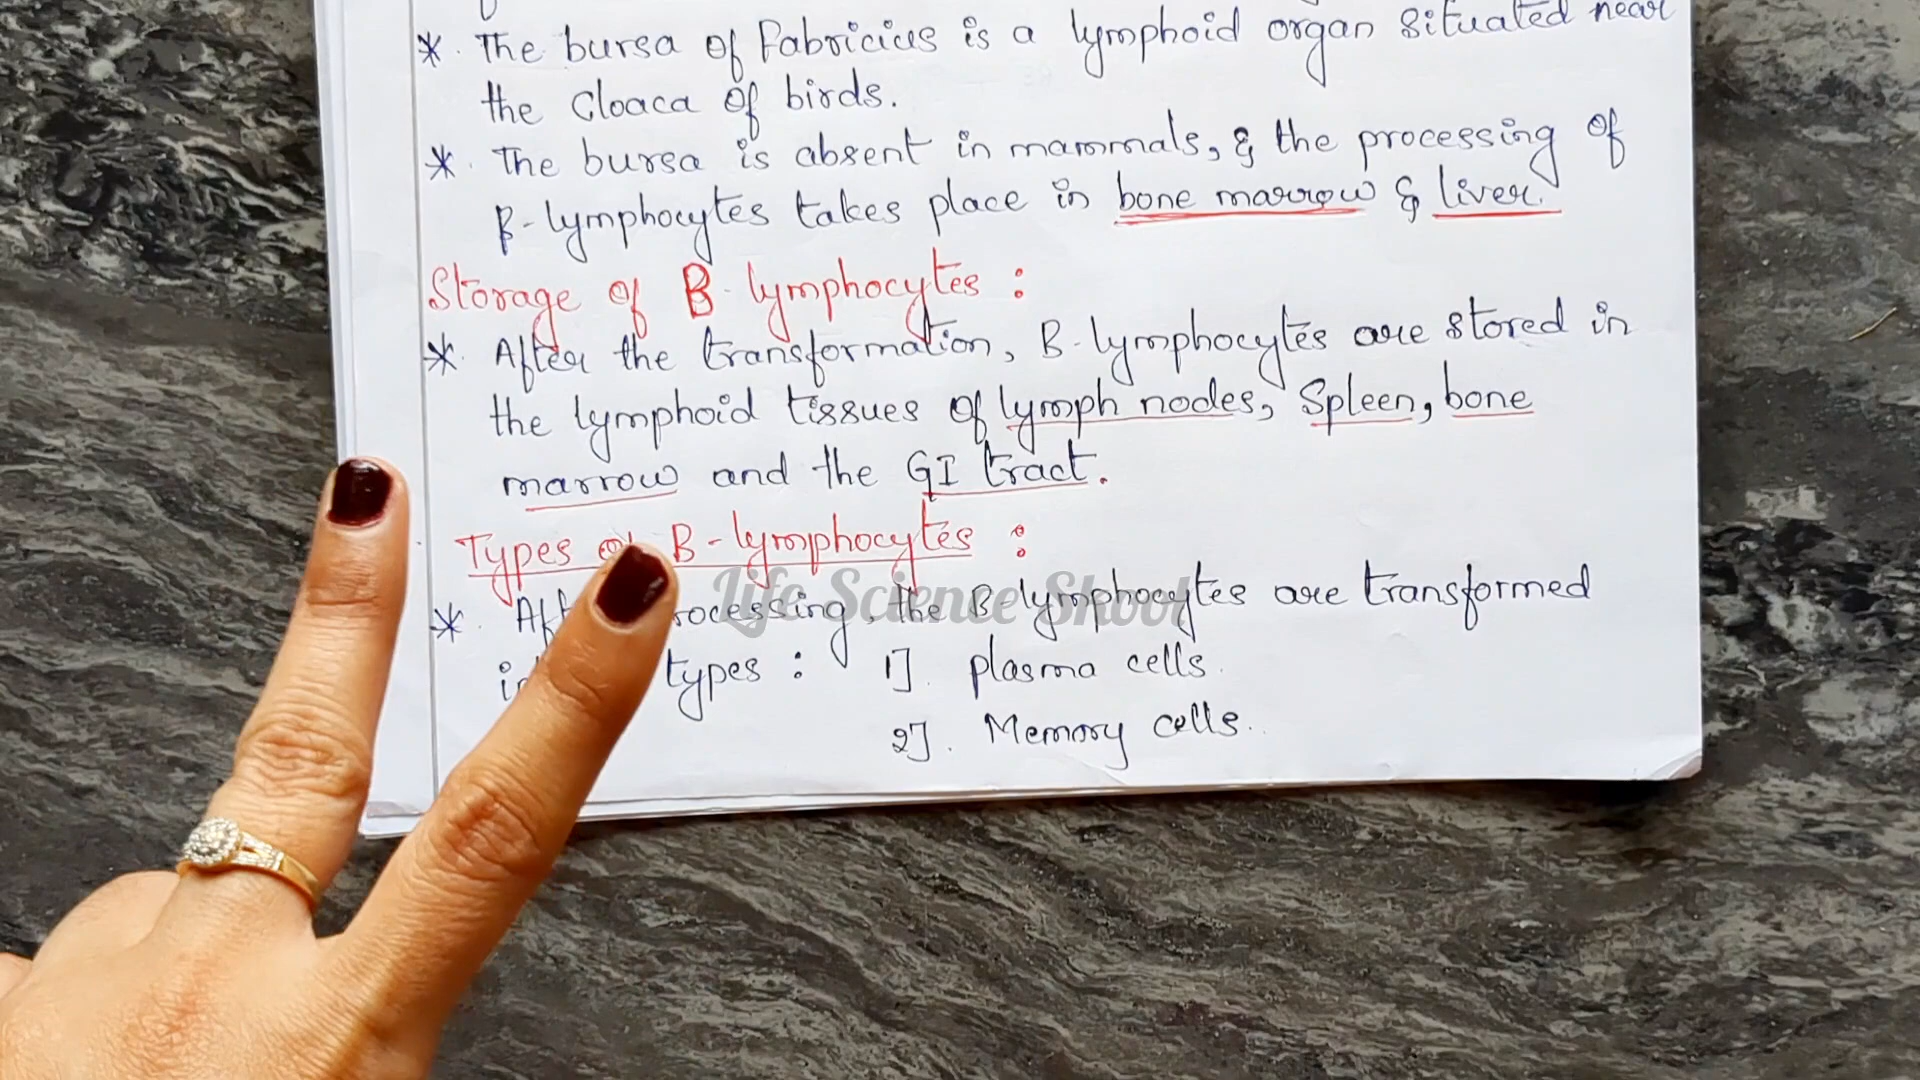 * The bursa of Fabricius is a lymphoid organ situated near
the cloaca of birds.
* The bursa is absent in mammals, & the processing of
B-lymphocytes takes place in bone marrow & liver.
Storage of B lymphocytes :
* After the transformation, B-lymphocytes are stored in
the lymphoid tissues of lymph nodes, Spleen, bone
marrow and the GI tract.
Types of B-lymphocytes :
* processing, the B-lymphocytes are transformed
types : 1]. plasma cells.
2]. Memory cells.
Life Science Shoot